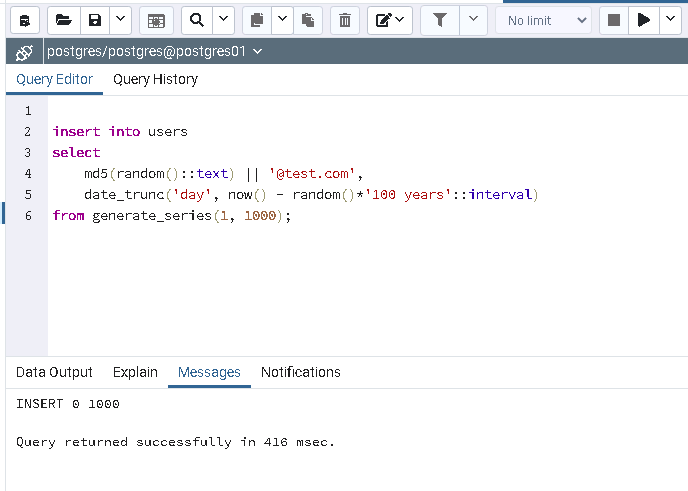 No limit
postgres/postgres@postgres01
Query Editor Query History
1
2 insert into users
3 select
4 md5(random()::text) || '@test.com',
5 date_trunc('day', now() - random()*'100 years'::interval)
6 from generate_series(1, 1000);
Data Output Explain Messages Notifications
INSERT 0 1000
Query returned successfully in 416 msec.